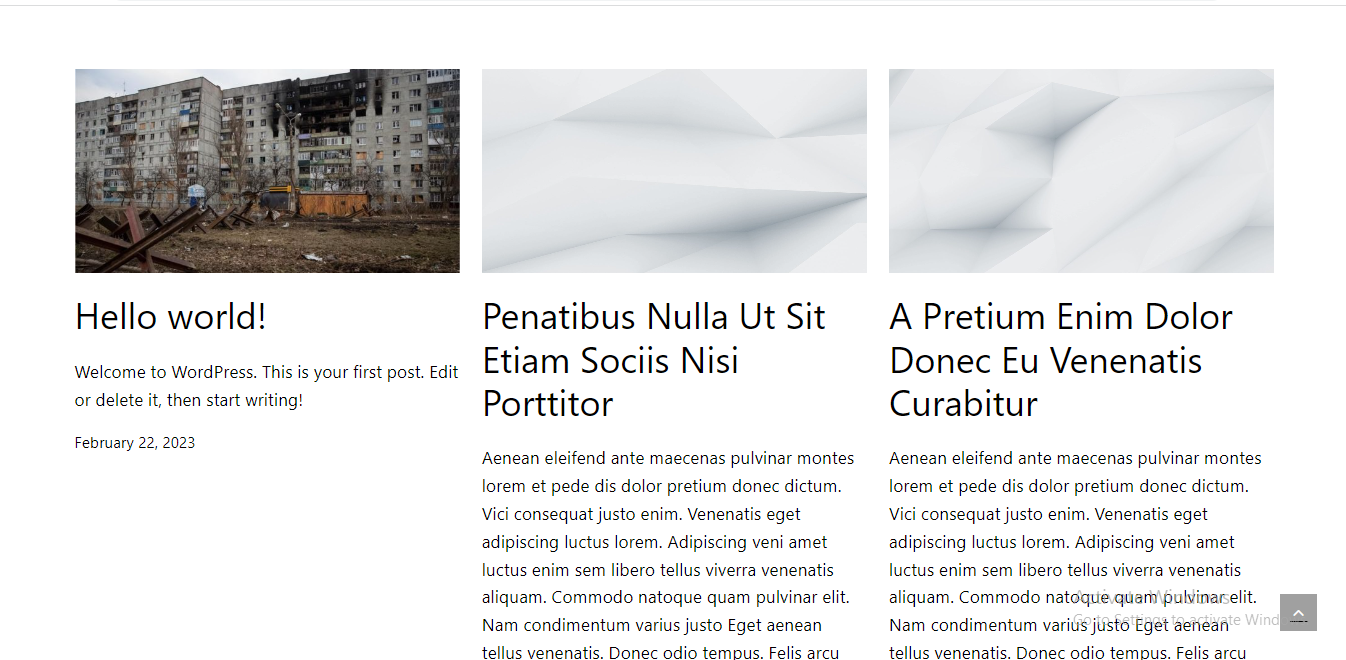 Hello world!
Welcome to WordPress. This is your first post. Edit
or delete it, then start writing!
February 22, 2023
Penatibus Nulla Ut Sit
Etiam Sociis Nisi
Porttitor
Aenean eleifend ante maecenas pulvinar montes
lorem et pede dis dolor pretium donec dictum.
Vici consequat justo enim. Venenatis eget
adipiscing luctus lorem. Adipiscing veni amet
luctus enim sem libero tellus viverra venenatis
aliquam. Commodo natoque quam pulvinar elit.
Nam condimentum varius justo Eget aenean
tellus venenatis. Donec odio tempus. Felis arcu
A Pretium Enim Dolor
Donec Eu Venenatis
Curabitur
Aenean eleifend ante maecenas pulvinar montes
lorem et pede dis dolor pretium donec dictum.
Vici consequat justo enim. Venenatis eget
adipiscing luctus lorem. Adipiscing veni amet
luctus enim sem libero tellus viverra venenatis
aliquam. Commodo natoque quam pulvinar elit.
Nam condimentum varius justo Eget aenean
tellus venenatis. Donec odio tempus. Felis arcu
Activate Windows
Go to Settings to activate Wind